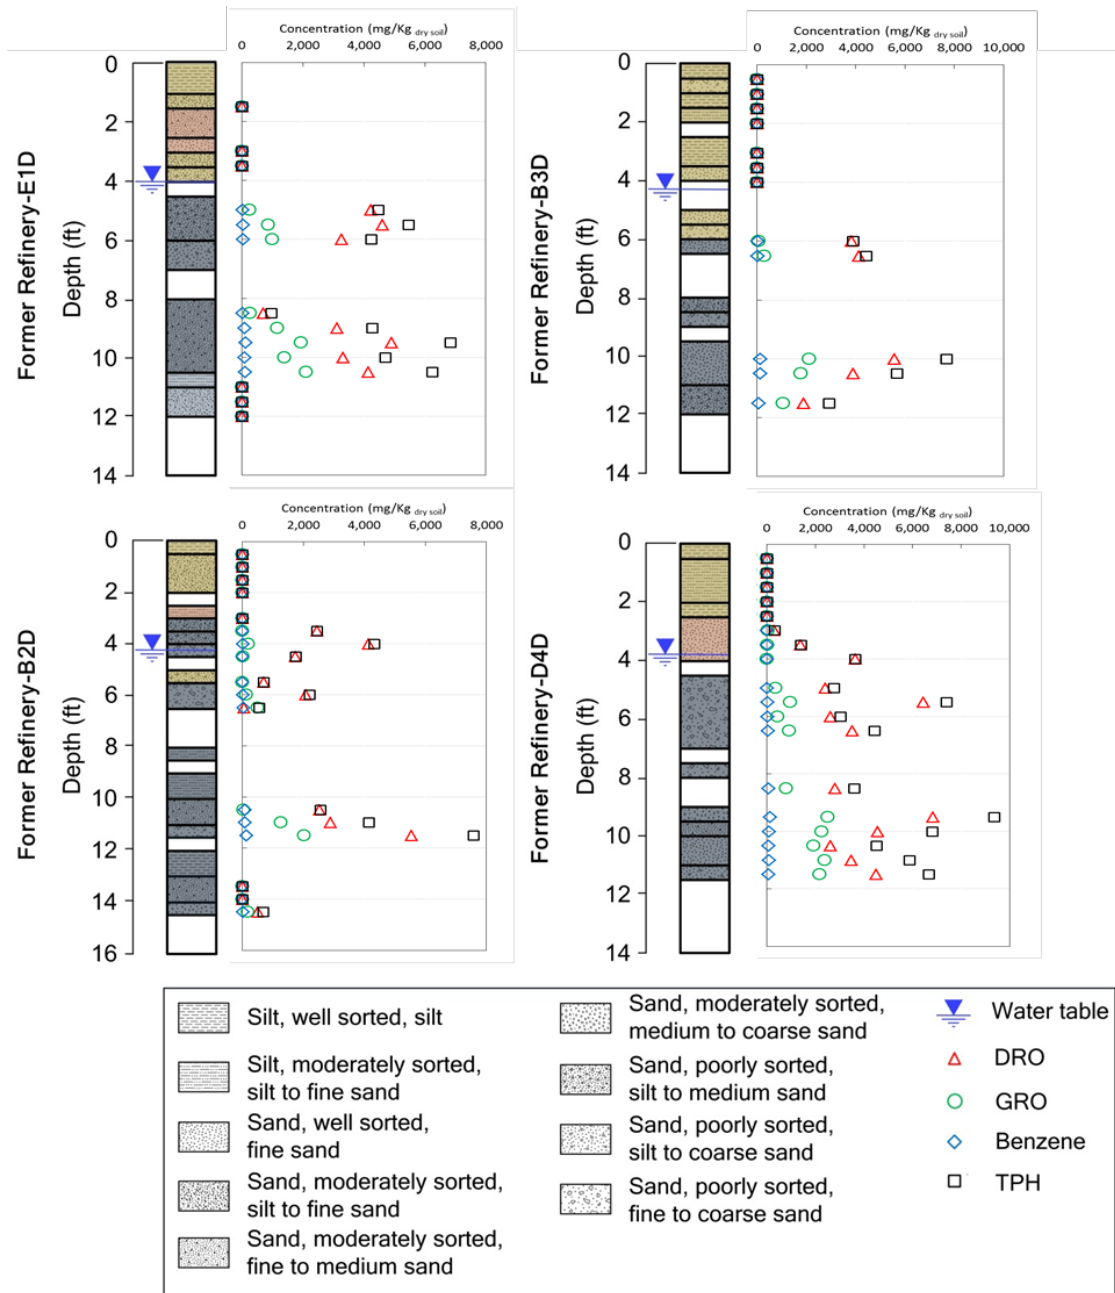 Concentration (mg/Kg dry soil)
0 2,000 4,000 6,000 8,000
0
2
4
6
8
10
12
14
Depth (ft)
Former Refinery-E1D
Concentration (mg/Kg dry soil)
0 2,000 4,000 6,000 8,000 10,000
0
2
4
6
8
10
12
14
Depth (ft)
Former Refinery-B3D
Concentration (mg/Kg dry soil)
0 2,000 4,000 6,000 8,000
0
2
4
6
8
10
12
14
16
Depth (ft)
Former Refinery-B2D
Concentration (mg/Kg dry soil)
0 2,000 4,000 6,000 8,000 10,000
0
2
4
6
8
10
12
14
Depth (ft)
Former Refinery-D4D
Silt, well sorted, silt
Silt, moderately sorted,
silt to fine sand
Sand, well sorted,
fine sand
Sand, moderately sorted,
silt to fine sand
Sand, moderately sorted,
fine to medium sand
Sand, moderately sorted,
medium to coarse sand
Sand, poorly sorted,
silt to medium sand
Sand, poorly sorted,
silt to coarse sand
Sand, poorly sorted,
fine to coarse sand
Water table
DRO
GRO
Benzene
TPH